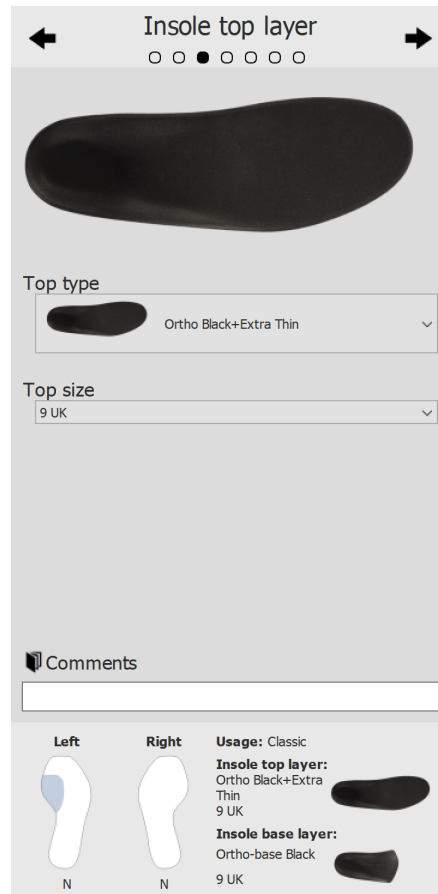 Insole top layer
Top type
Ortho Black+Extra Thin
Top size
9 UK
Comments
Left
Right
N
N
Usage: Classic
Insole top layer:
Ortho Black+Extra
Thin
9 UK
Insole base layer:
Ortho-base Black
9 UK